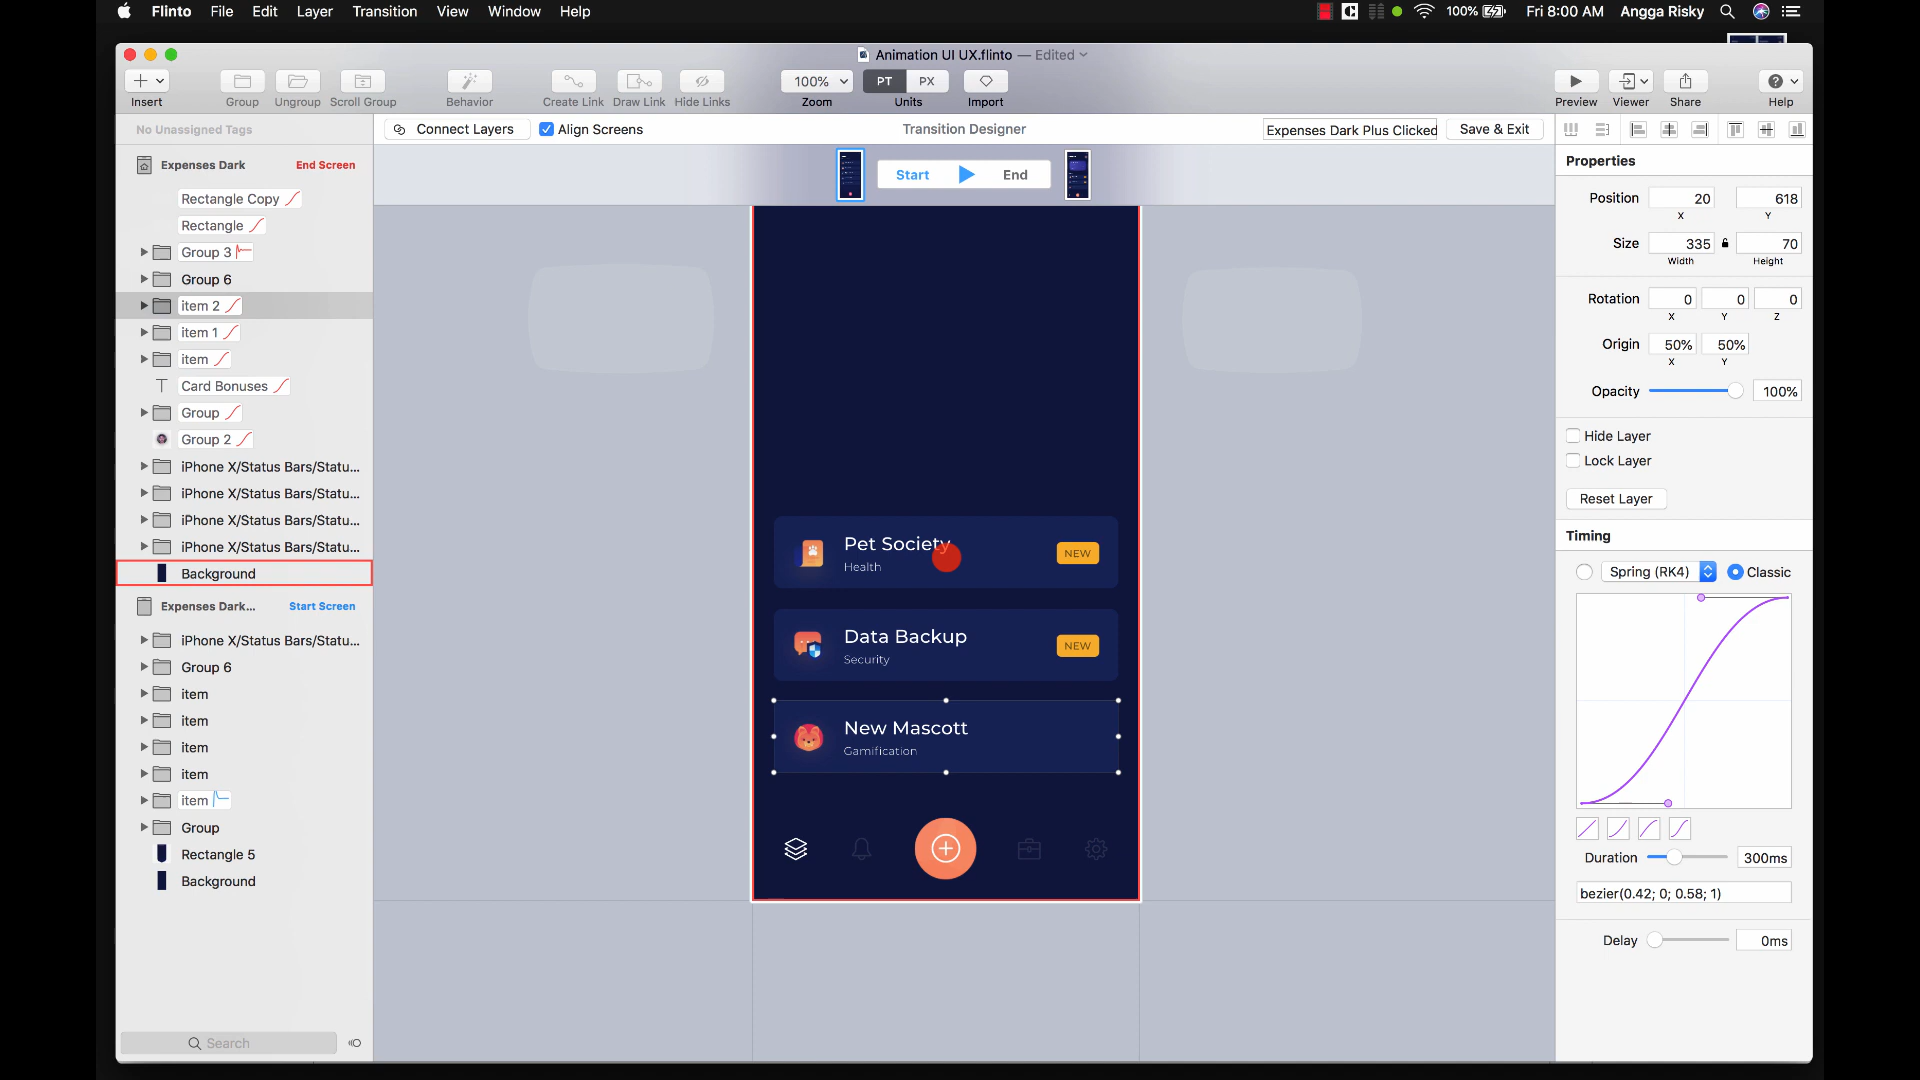 Flinto File Edit Layer Transition View Window Help
100% Fri 8:00 AM Angga Risky
Animation UI UX.flinto — Edited
100% PT PX
Insert Group Ungroup Scroll Group Behavior Create Link Draw Link Hide Links Zoom Units Import Preview Viewer Share Help
No Unassigned Tags
Connect Layers Align Screens Transition Designer Expenses Dark Plus Clicked Save & Exit
Start End
Expenses Dark End Screen
Rectangle Copy
Rectangle
Group 3
Group 6
item 2
item 1
item
Card Bonuses
Group
Group 2
iPhone X/Status Bars/Statu...
iPhone X/Status Bars/Statu...
iPhone X/Status Bars/Statu...
iPhone X/Status Bars/Statu...
Background
Expenses Dark... Start Screen
iPhone X/Status Bars/Statu...
Group 6
item
item
item
item
item
Group
Rectangle 5
Background
Search
Pet Society
Health
NEW
Data Backup
Security
NEW
New Mascott
Gamification
Properties
Position 20 618
X Y
Size 335 70
Width Height
Rotation 0 0 0
X Y Z
Origin 50% 50%
X Y
Opacity 100%
Hide Layer
Lock Layer
Reset Layer
Timing
Spring (RK4) Classic
Duration 300ms
bezier(0.42; 0; 0.58; 1)
Delay 0ms